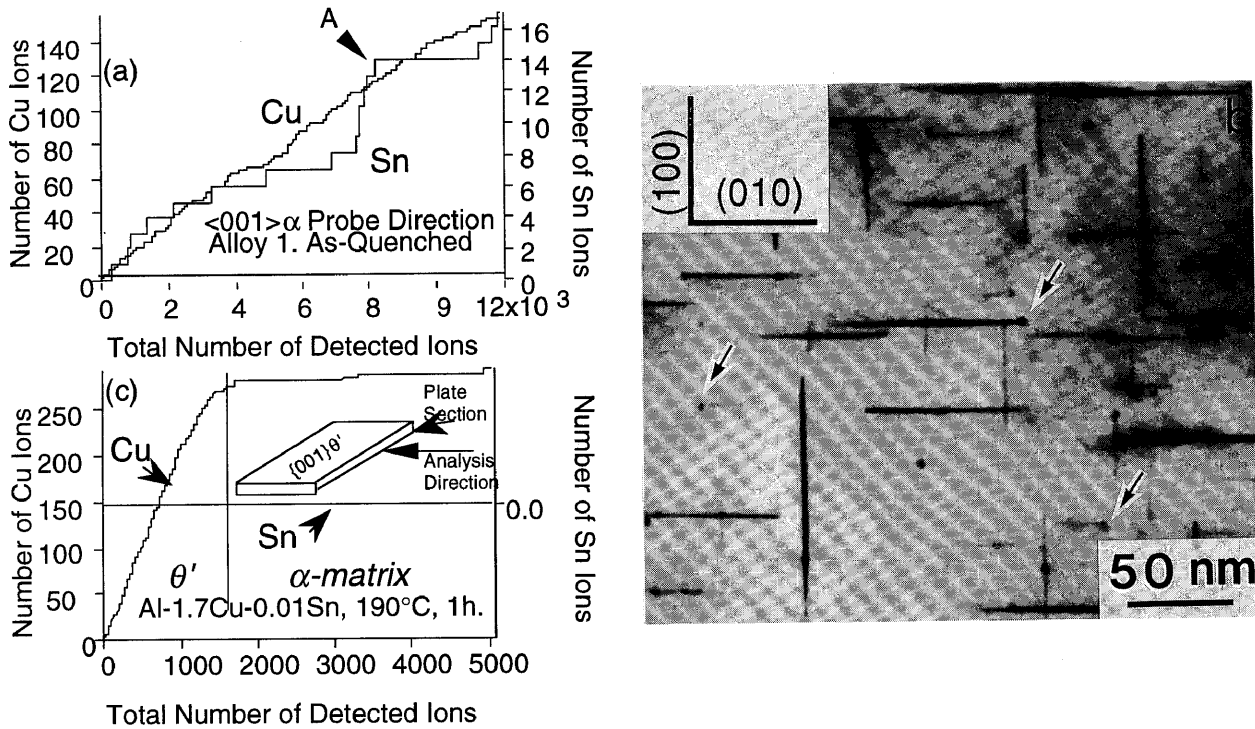 (a)
Number of Cu Ions
140
120
100
80
60
40
20
0
A
Cu
Sn
<001>α Probe Direction
Alloy 1. As-Quenched
16
14
12
10
8
6
4
2
0
Number of Sn Ions
0 2 4 6 8 10 12x10 3
Total Number of Detected Ions
b
(100)
(010)
50 nm
(c)
Number of Cu Ions
250
200
150
100
50
0
Cu
Plate
Section
{001}θ'
Analysis
Direction
Sn
0.0
θ' α-matrix
Al-1.7Cu-0.01Sn, 190°C, 1h.
Number of Sn Ions
0 1000 2000 3000 4000 5000
Total Number of Detected Ions